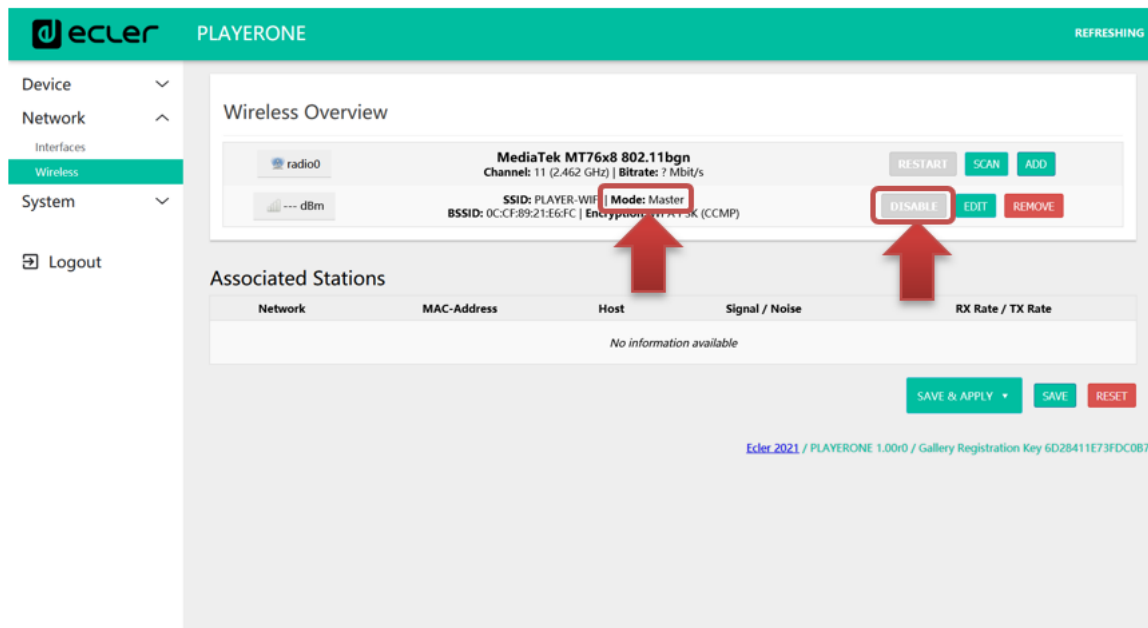 ecler PLAYERONE REFRESHING
Device
Network
Interfaces
Wireless
System
Logout
Wireless Overview
radio0
MediaTek MT76x8 802.11bgn
Channel: 11 (2.462 GHz) | Bitrate: ? Mbit/s
RESTART SCAN ADD
--- dBm
SSID: PLAYER-WIF | Mode: Master
BSSID: 0C:CF:89:21:E6:FC | (CCMP)
DISABLE EDIT REMOVE
Associated Stations
Network MAC-Address Host Signal / Noise RX Rate / TX Rate
No information available
SAVE & APPLY SAVE RESET
Ecler 2021 / PLAYERONE 1.00r0 / Gallery Registration Key 6D28411E73FDC0B7